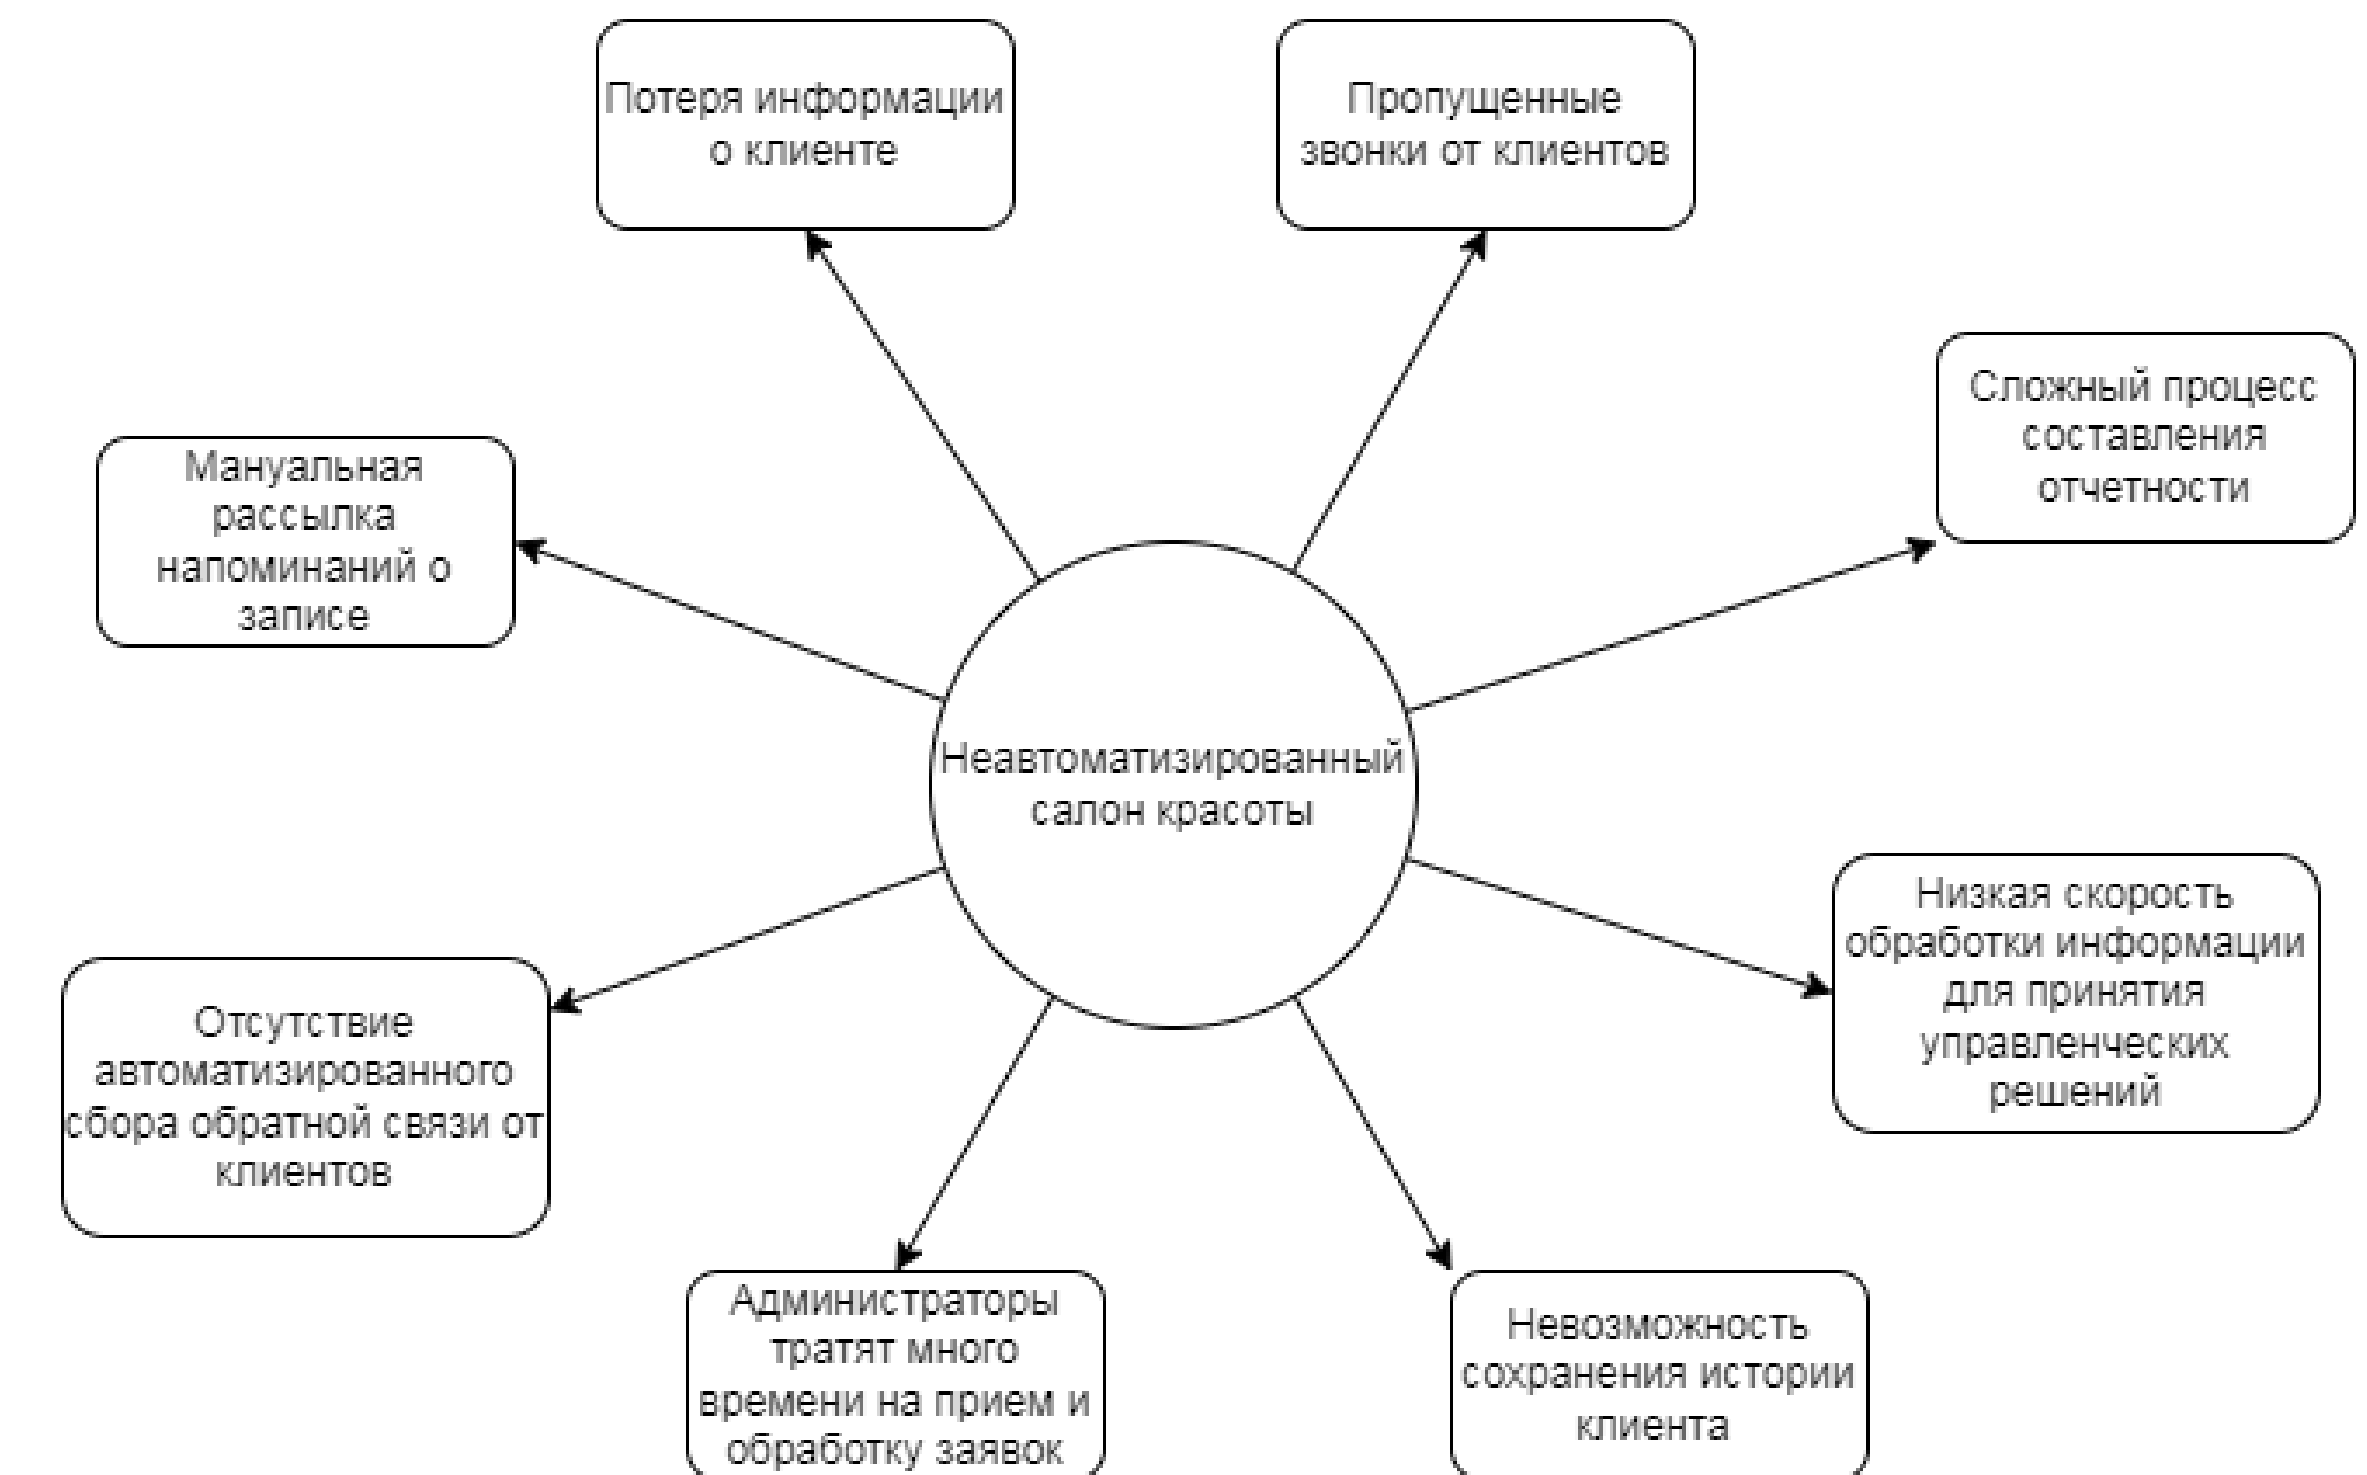 Потеря информации
о клиенте
Пропущенные
звонки от клиентов
Сложный процесс
составления
отчетности
Мануальная
рассылка
напоминаний о
записе
Неавтоматизированный
салон красоты
Низкая скорость
обработки информации
для принятия
управленческих
решений
Отсутствие
автоматизированного
сбора обратной связи от
клиентов
Администраторы
тратят много
времени на прием и
обработку заявок
Невозможность
сохранения истории
клиента